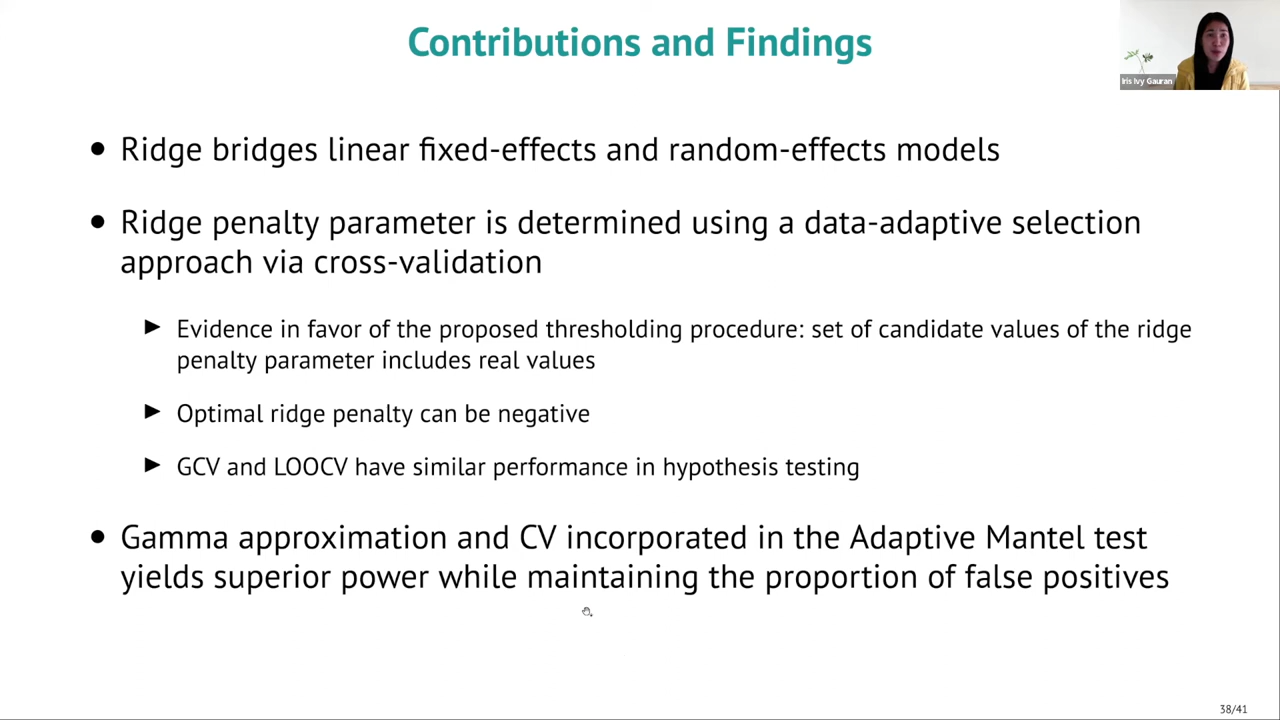 Contributions and Findings
Iris Ivy Gauran
• Ridge bridges linear fixed-effects and random-effects models
• Ridge penalty parameter is determined using a data-adaptive selection
approach via cross-validation
► Evidence in favor of the proposed thresholding procedure: set of candidate values of the ridge
penalty parameter includes real values
► Optimal ridge penalty can be negative
► GCV and LOOCV have similar performance in hypothesis testing
• Gamma approximation and CV incorporated in the Adaptive Mantel test
yields superior power while maintaining the proportion of false positives
38/41